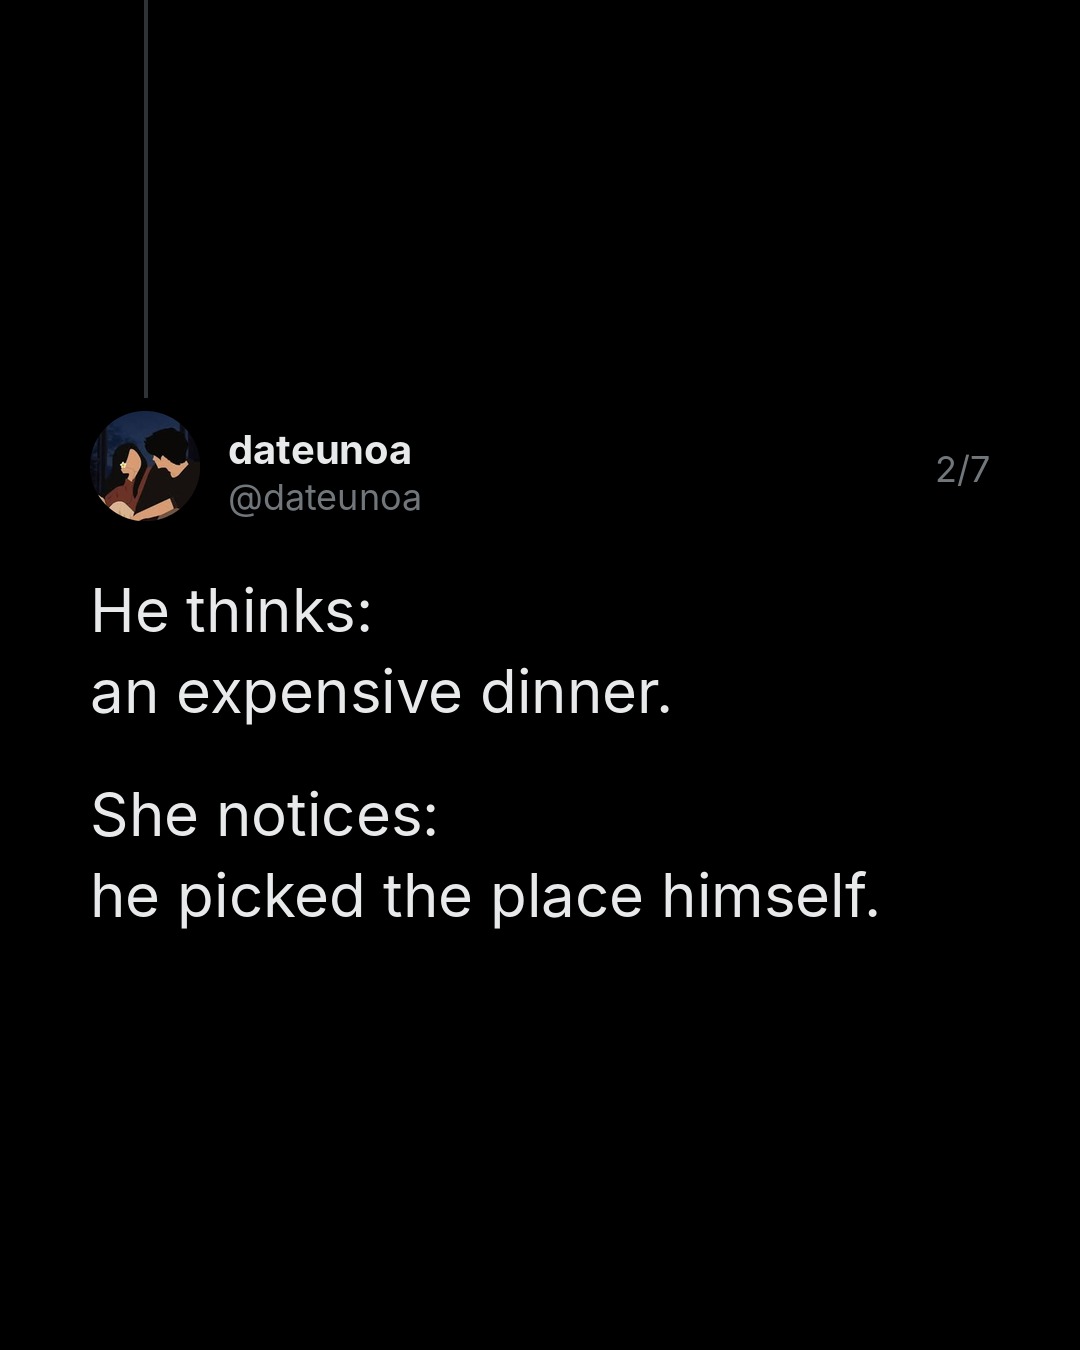 dateunoa
@dateunoa
2/7
He thinks:
an expensive dinner.
She notices:
he picked the place himself.